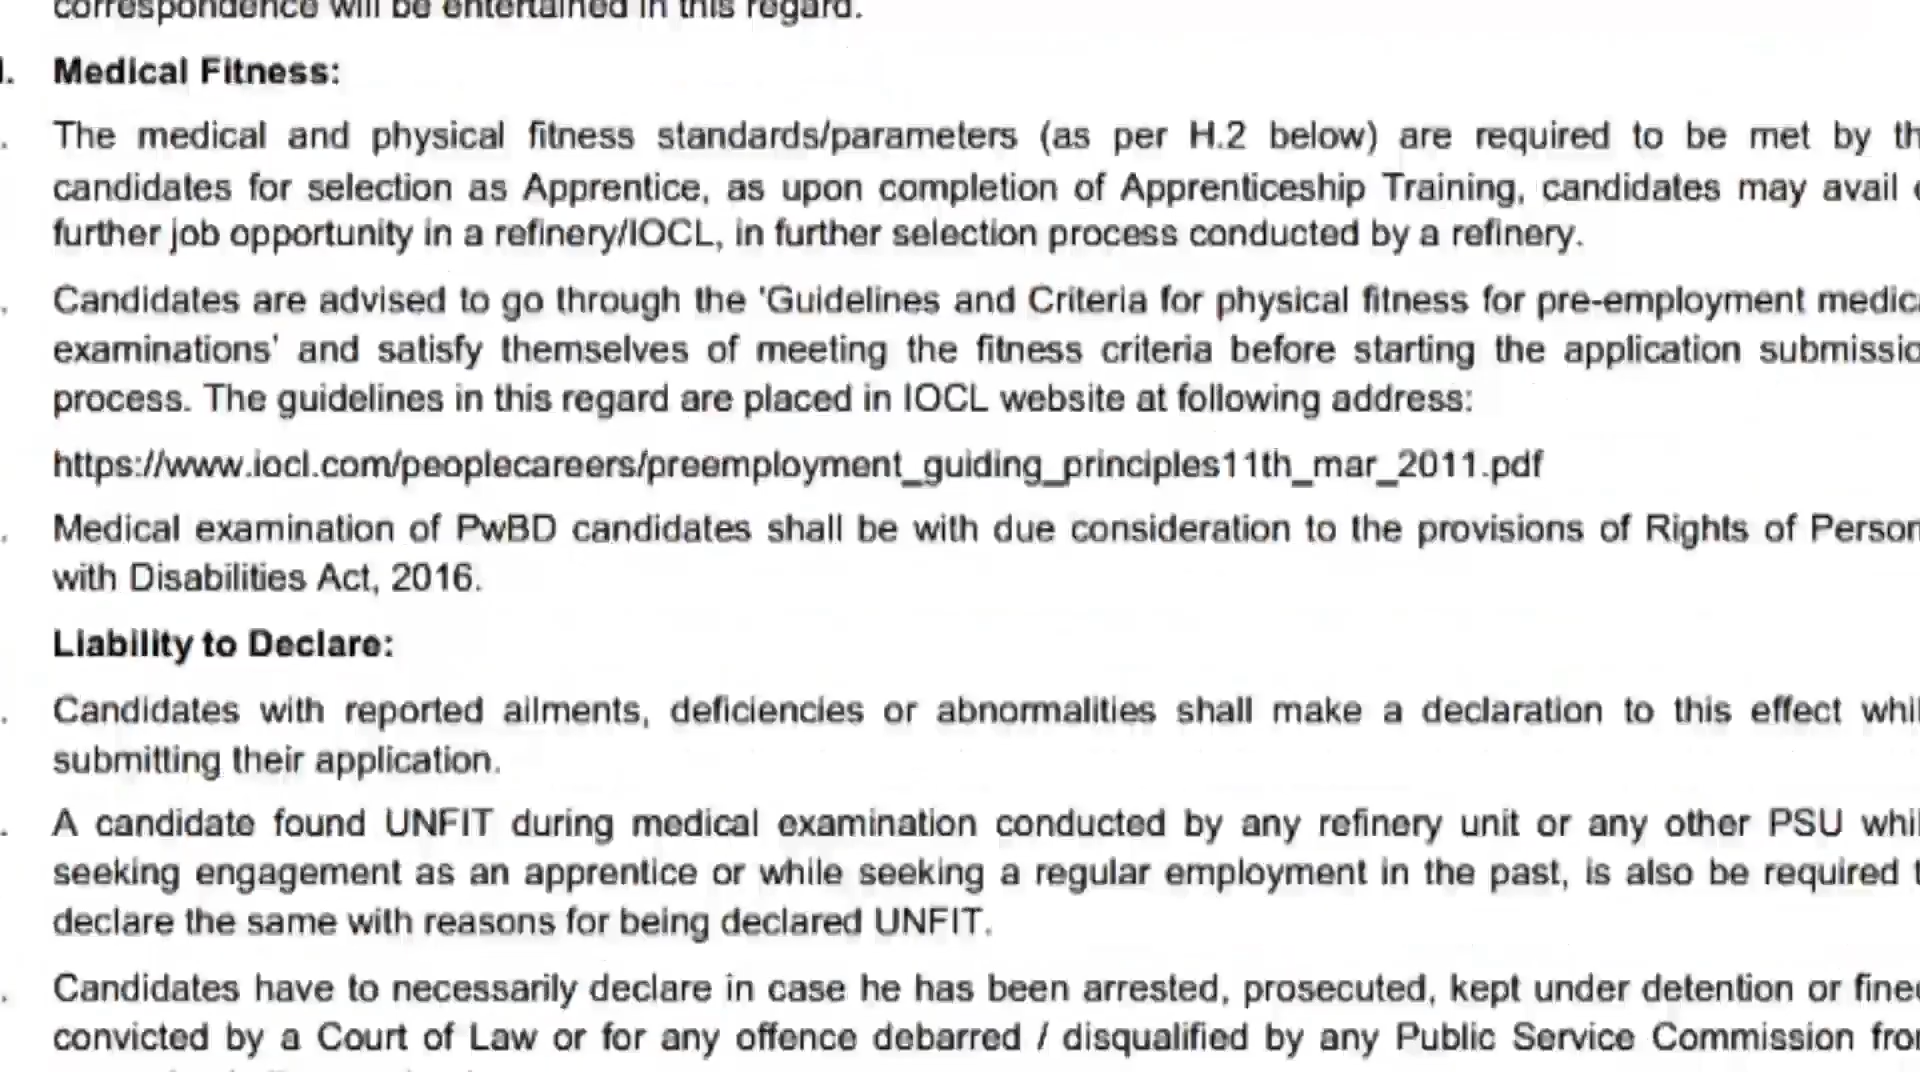 correspondence will be entertained in this regard.
Medical Fitness:
The medical and physical fitness standards/parameters (as per H.2 below) are required to be met by
candidates for selection as Apprentice, as upon completion of Apprenticeship Training, candidates may avail
further job opportunity in a refinery/IOCL, in further selection process conducted by a refinery.
Candidates are advised to go through the 'Guidelines and Criteria for physical fitness for pre-employment
examinations' and satisfy themselves of meeting the fitness criteria before starting the application
process. The guidelines in this regard are placed in IOCL website at following address:
https://www.iocl.com/peoplecareers/preemployment_guiding_principles11th_mar_2011.pdf
Medical examination of PwBD candidates shall be with due consideration to the provisions of Rights of
with Disabilities Act, 2016.
Liability to Declare:
Candidates with reported ailments, deficiencies or abnormalities shall make a declaration to this effect
submitting their application.
A candidate found UNFIT during medical examination conducted by any refinery unit or any other PSU
seeking engagement as an apprentice or while seeking a regular employment in the past, is also be required
declare the same with reasons for being declared UNFIT.
Candidates have to necessarily declare in case he has been arrested, prosecuted, kept under detention or
convicted by a Court of Law or for any offence debarred / disqualified by any Public Service Commission